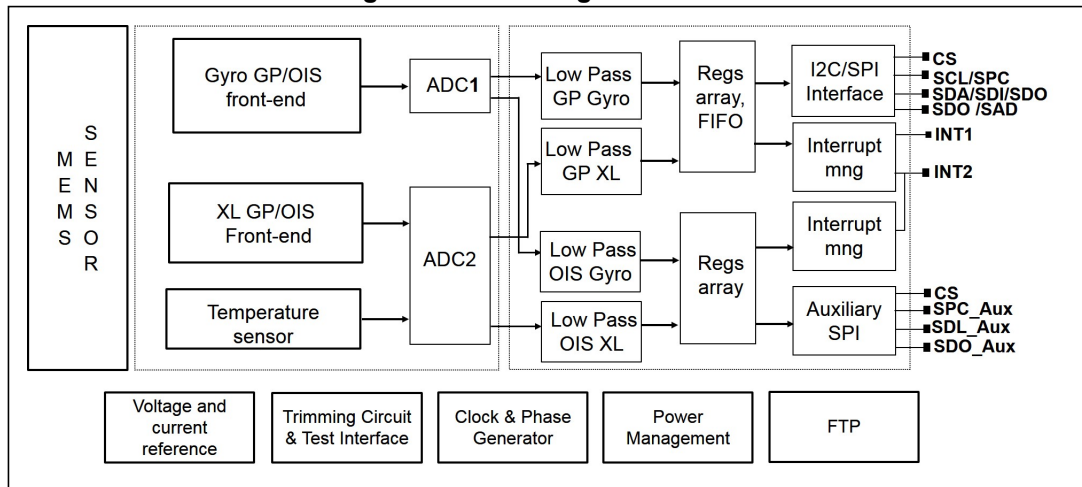 MEMS
SENSOR
Gyro GP/OIS
front-end
XL GP/OIS
Front-end
Temperature
sensor
ADC1
ADC2
Low Pass
GP Gyro
Low Pass
GP XL
Low Pass
OIS Gyro
Low Pass
OIS XL
Regs
array,
FIFO
Regs
array
I2C/SPI
Interface
Interrupt
mng
Interrupt
mng
Auxiliary
SPI
CS
SCL/SPC
SDA/SDI/SDO
SDO /SAD
INT1
INT2
CS
SPC_Aux
SDL_Aux
SDO_Aux
Voltage and
current
reference
Trimming Circuit
& Test Interface
Clock & Phase
Generator
Power
Management
FTP